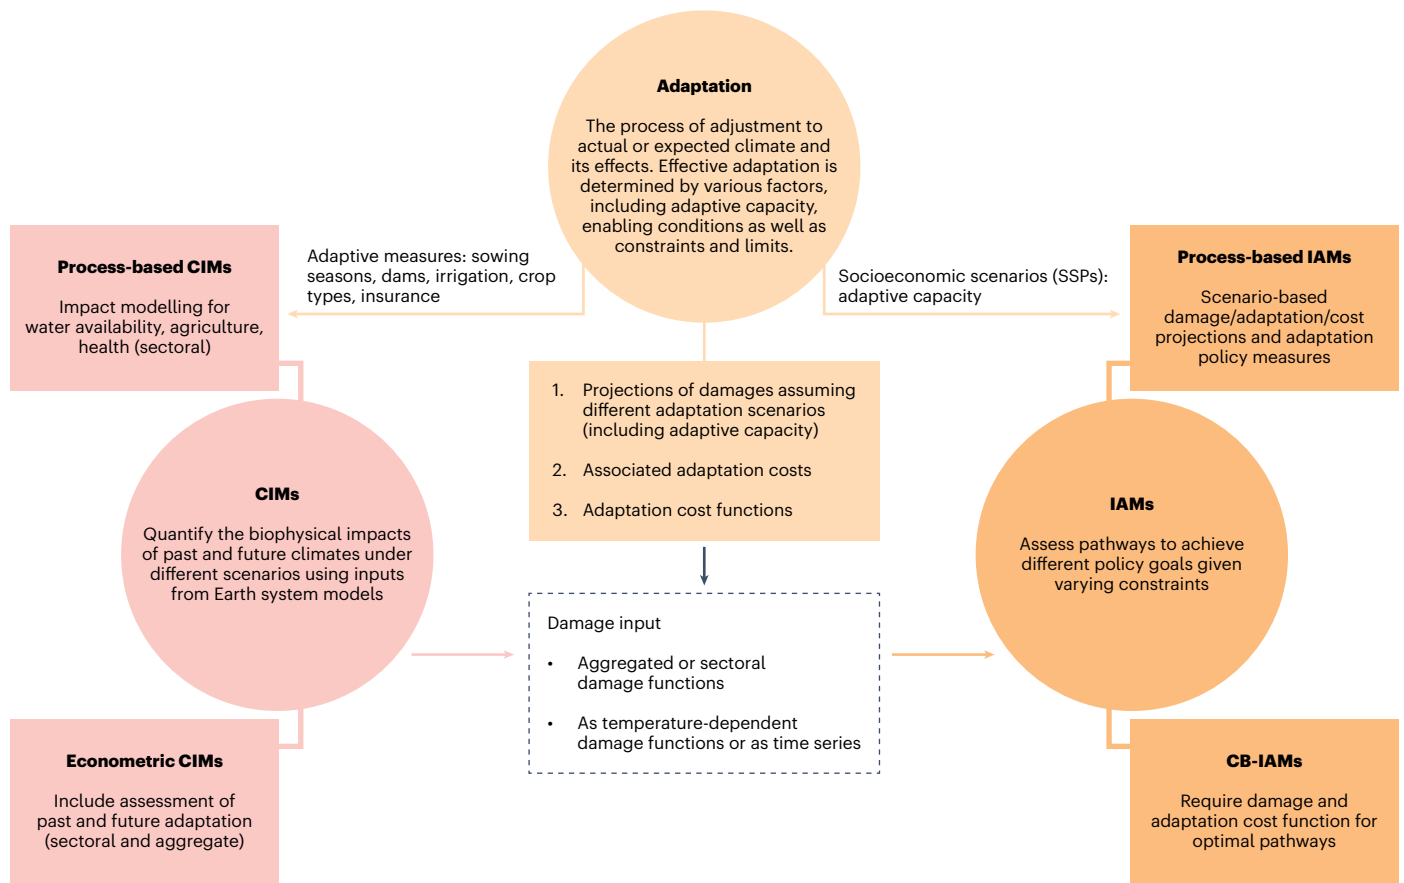 Adaptation
The process of adjustment to
actual or expected climate and
its effects. Effective adaptation is
determined by various factors,
including adaptive capacity,
enabling conditions as well as
constraints and limits.
Process-based CIMs
Impact modelling for
water availability, agriculture,
health (sectoral)
Adaptive measures: sowing
seasons, dams, irrigation, crop
types, insurance
Socioeconomic scenarios (SSPs):
adaptive capacity
Process-based IAMs
Scenario-based
damage/adaptation/cost
projections and adaptation
policy measures
1. Projections of damages assuming
different adaptation scenarios
(including adaptive capacity)
2. Associated adaptation costs
3. Adaptation cost functions
CIMs
Quantify the biophysical impacts
of past and future climates under
different scenarios using inputs
from Earth system models
IAMs
Assess pathways to achieve
different policy goals given
varying constraints
Damage input
• Aggregated or sectoral
damage functions
• As temperature-dependent
damage functions or as time series
Econometric CIMs
Include assessment of
past and future adaptation
(sectoral and aggregate)
CB-IAMs
Require damage and
adaptation cost function for
optimal pathways